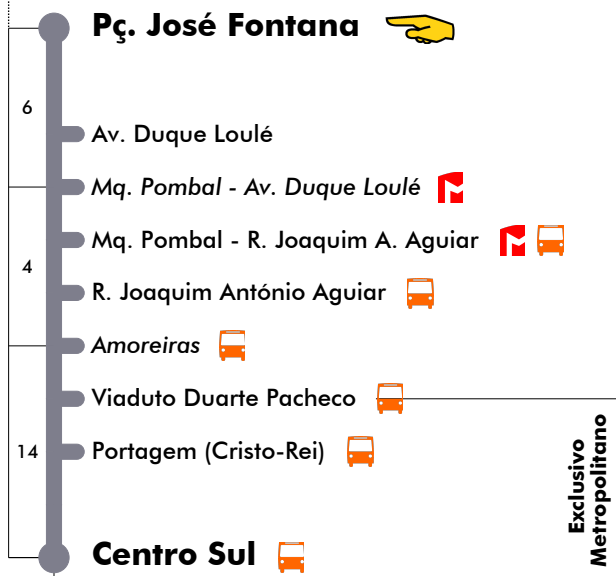 Pç. José Fontana
6
Av. Duque Loulé
Mq. Pombal - Av. Duque Loulé
Mq. Pombal - R. Joaquim A. Aguiar
4
R. Joaquim António Aguiar
Amoreiras
Viaduto Duarte Pacheco
14
Portagem (Cristo-Rei)
Exclusivo
Metropolitano
Centro Sul